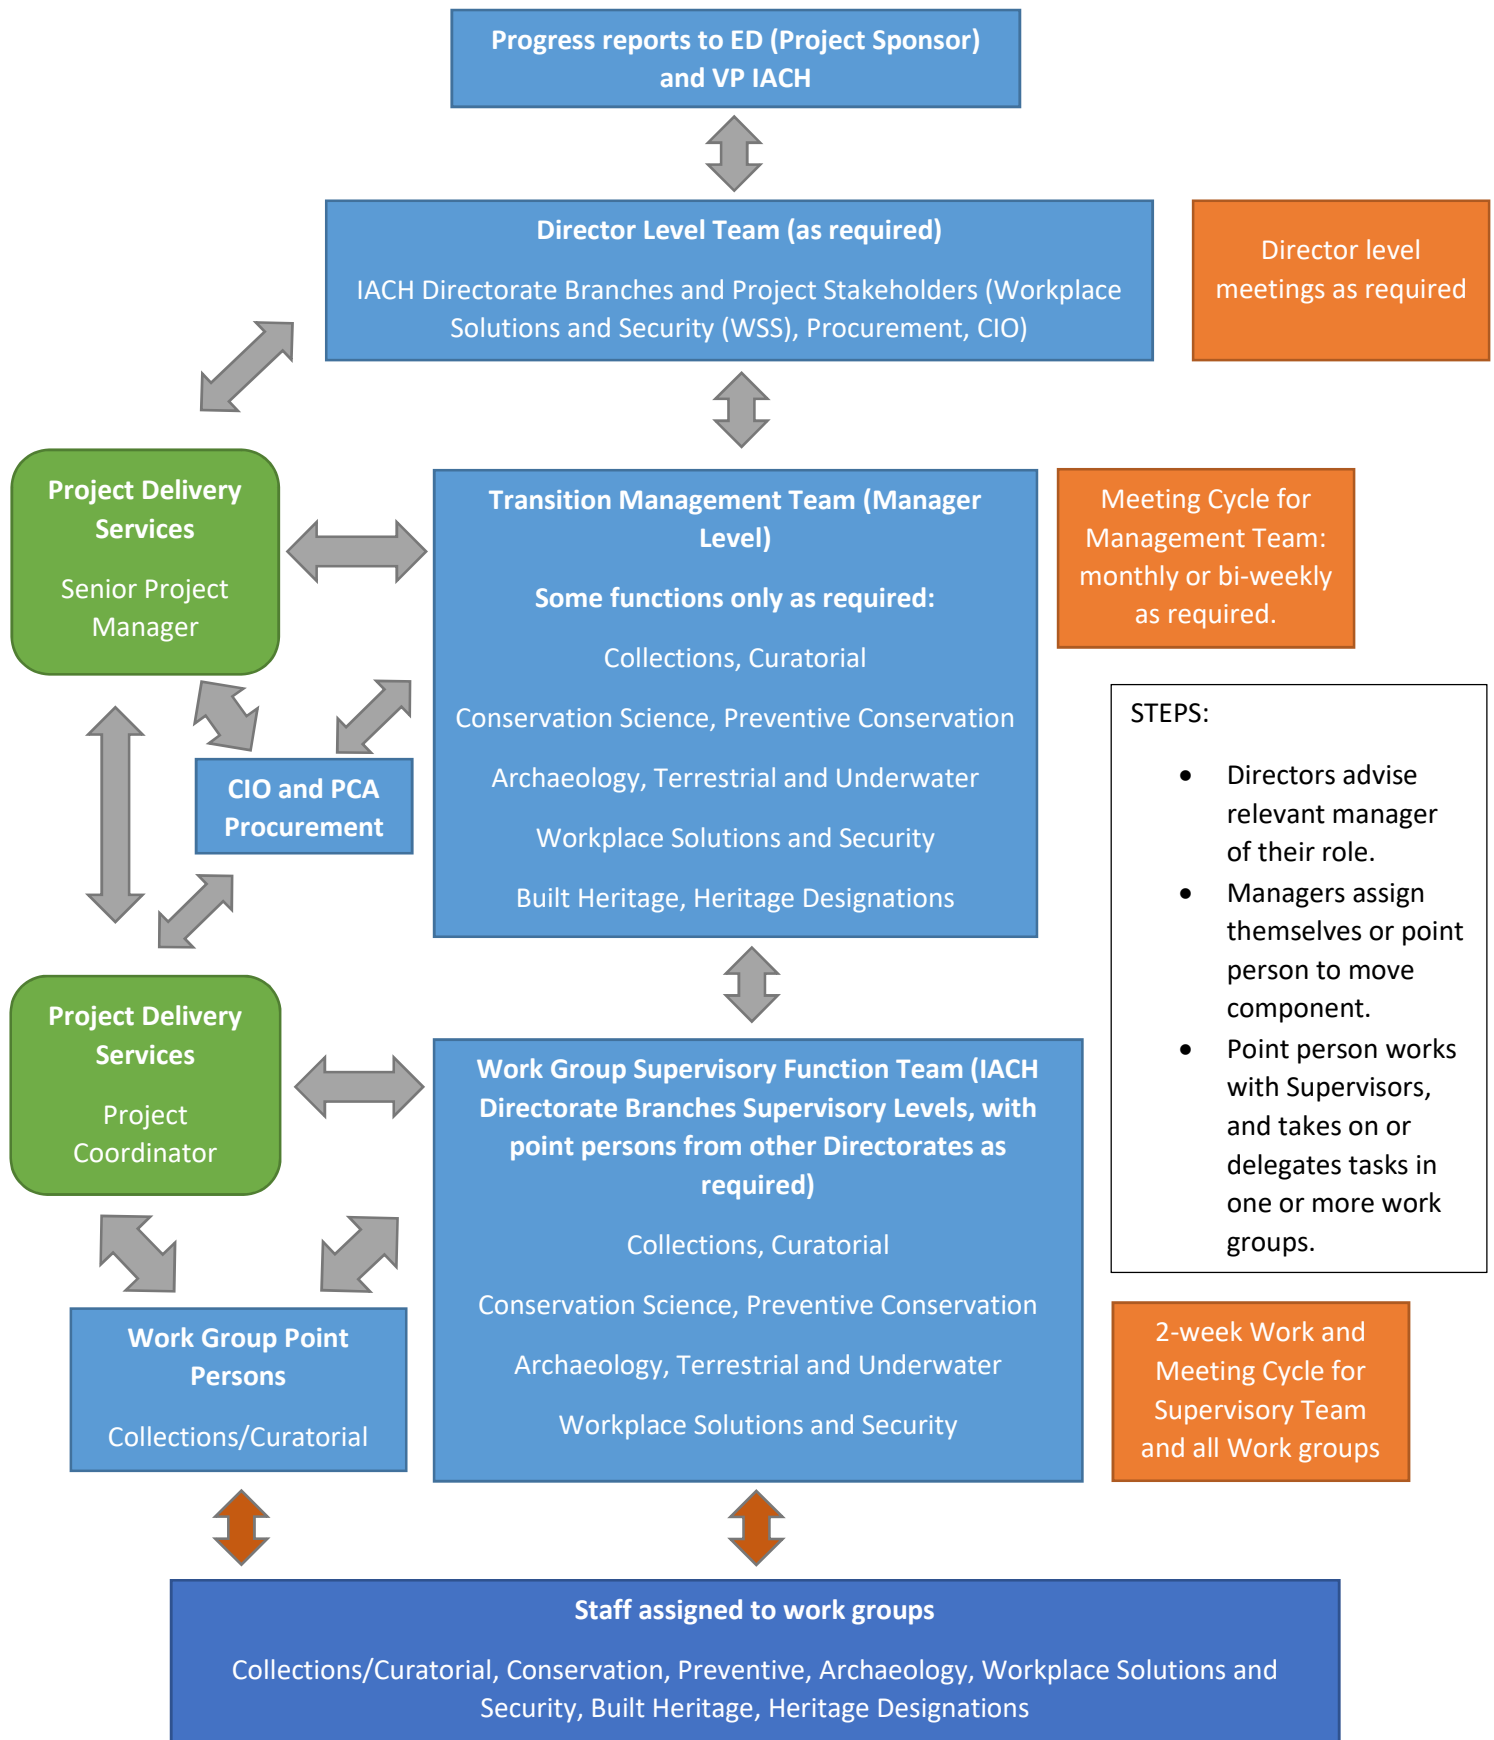 Progress reports to ED (Project Sponsor)
and VP IACH
Director Level Team (as required)
IACH Directorate Branches and Project Stakeholders (Workplace
Solutions and Security (WSS), Procurement, CIO)
Director level
meetings as required
Project Delivery
Services
Senior Project
Manager
Transition Management Team (Manager
Level)
Some functions only as required:
Collections, Curatorial
Conservation Science, Preventive Conservation
Archaeology, Terrestrial and Underwater
Workplace Solutions and Security
Built Heritage, Heritage Designations
Meeting Cycle for
Management Team:
monthly or bi-weekly
as required.
CIO and PCA
Procurement
STEPS:
• Directors advise
relevant manager
of their role.
• Managers assign
themselves or point
person to move
component.
• Point person works
with Supervisors,
and takes on or
delegates tasks in
one or more work
groups.
Project Delivery
Services
Project
Coordinator
Work Group Supervisory Function Team (IACH
Directorate Branches Supervisory Levels, with
point persons from other Directorates as
required)
Collections, Curatorial
Conservation Science, Preventive Conservation
Archaeology, Terrestrial and Underwater
Workplace Solutions and Security
Work Group Point
Persons
Collections/Curatorial
2-week Work and
Meeting Cycle for
Supervisory Team
and all Work groups
Staff assigned to work groups
Collections/Curatorial, Conservation, Preventive, Archaeology, Workplace Solutions and
Security, Built Heritage, Heritage Designations